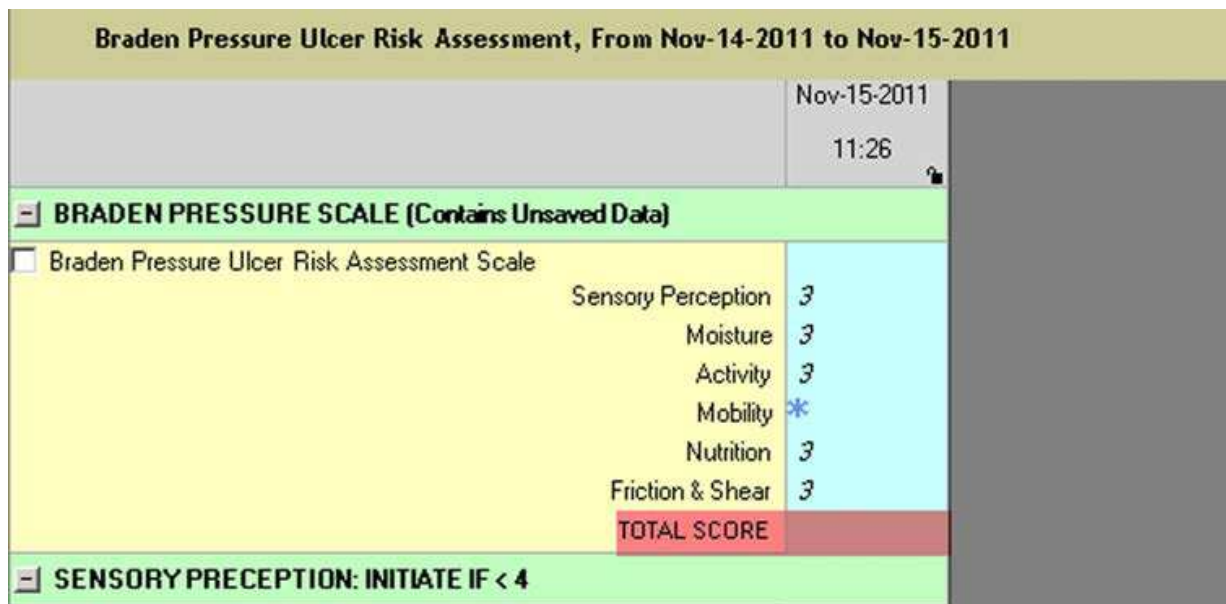 Braden Pressure Ulcer Risk Assessment, From Nov-14-2011 to Nov-15-2011
Nov-15-2011
11:26
BRADEN PRESSURE SCALE (Contains Unsaved Data)
Braden Pressure Ulcer Risk Assessment Scale
Sensory Perception 3
Moisture 3
Activity 3
Mobility *
Nutrition 3
Friction & Shear 3
TOTAL SCORE
SENSORY PRECEPTION: INITIATE IF < 4